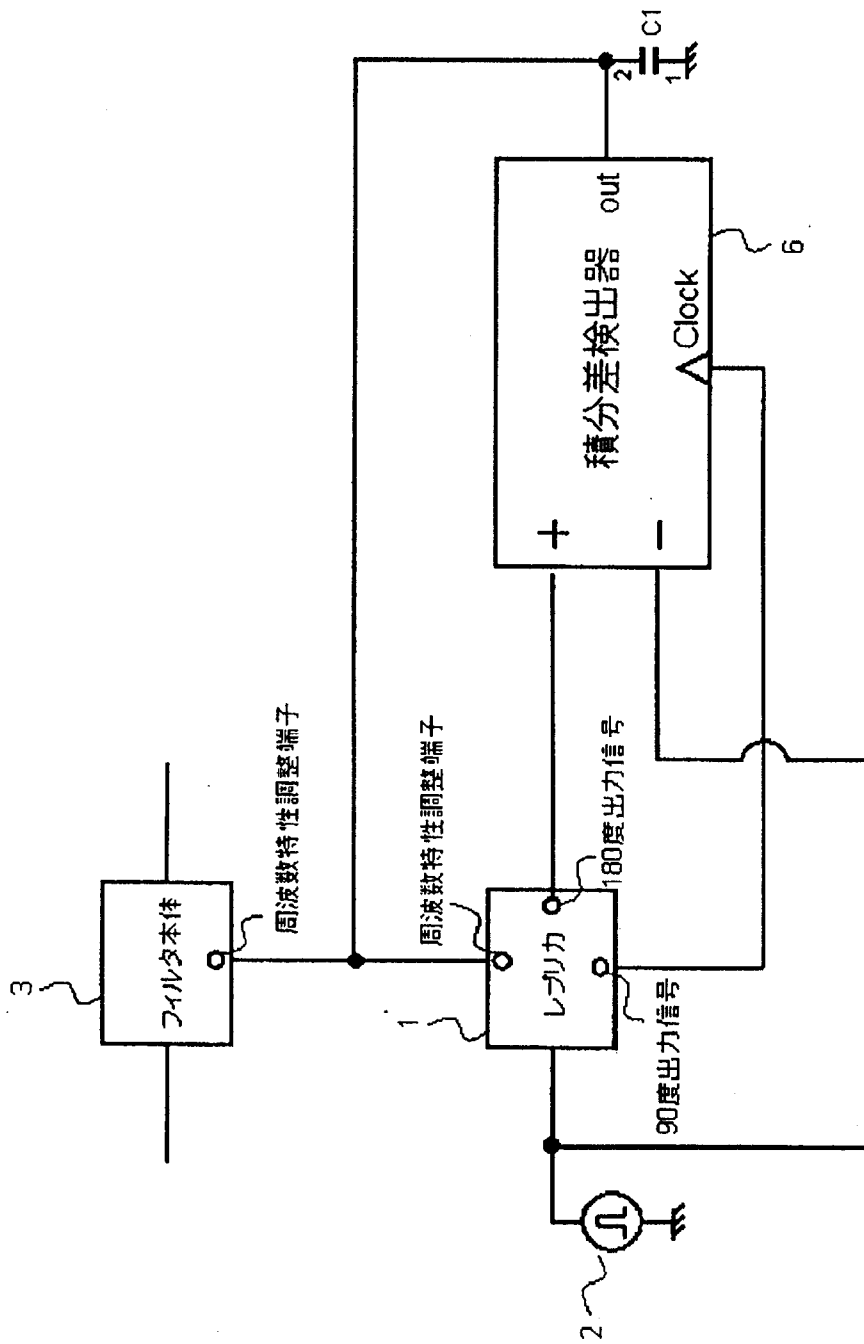 3
フィルタ本体
周波数特性調整端子
周波数特性調整端子
1
レプリカ
180度出力信号
90度出力信号
2
+
−
積分差検出器
out
Clock
6
2
1
C1